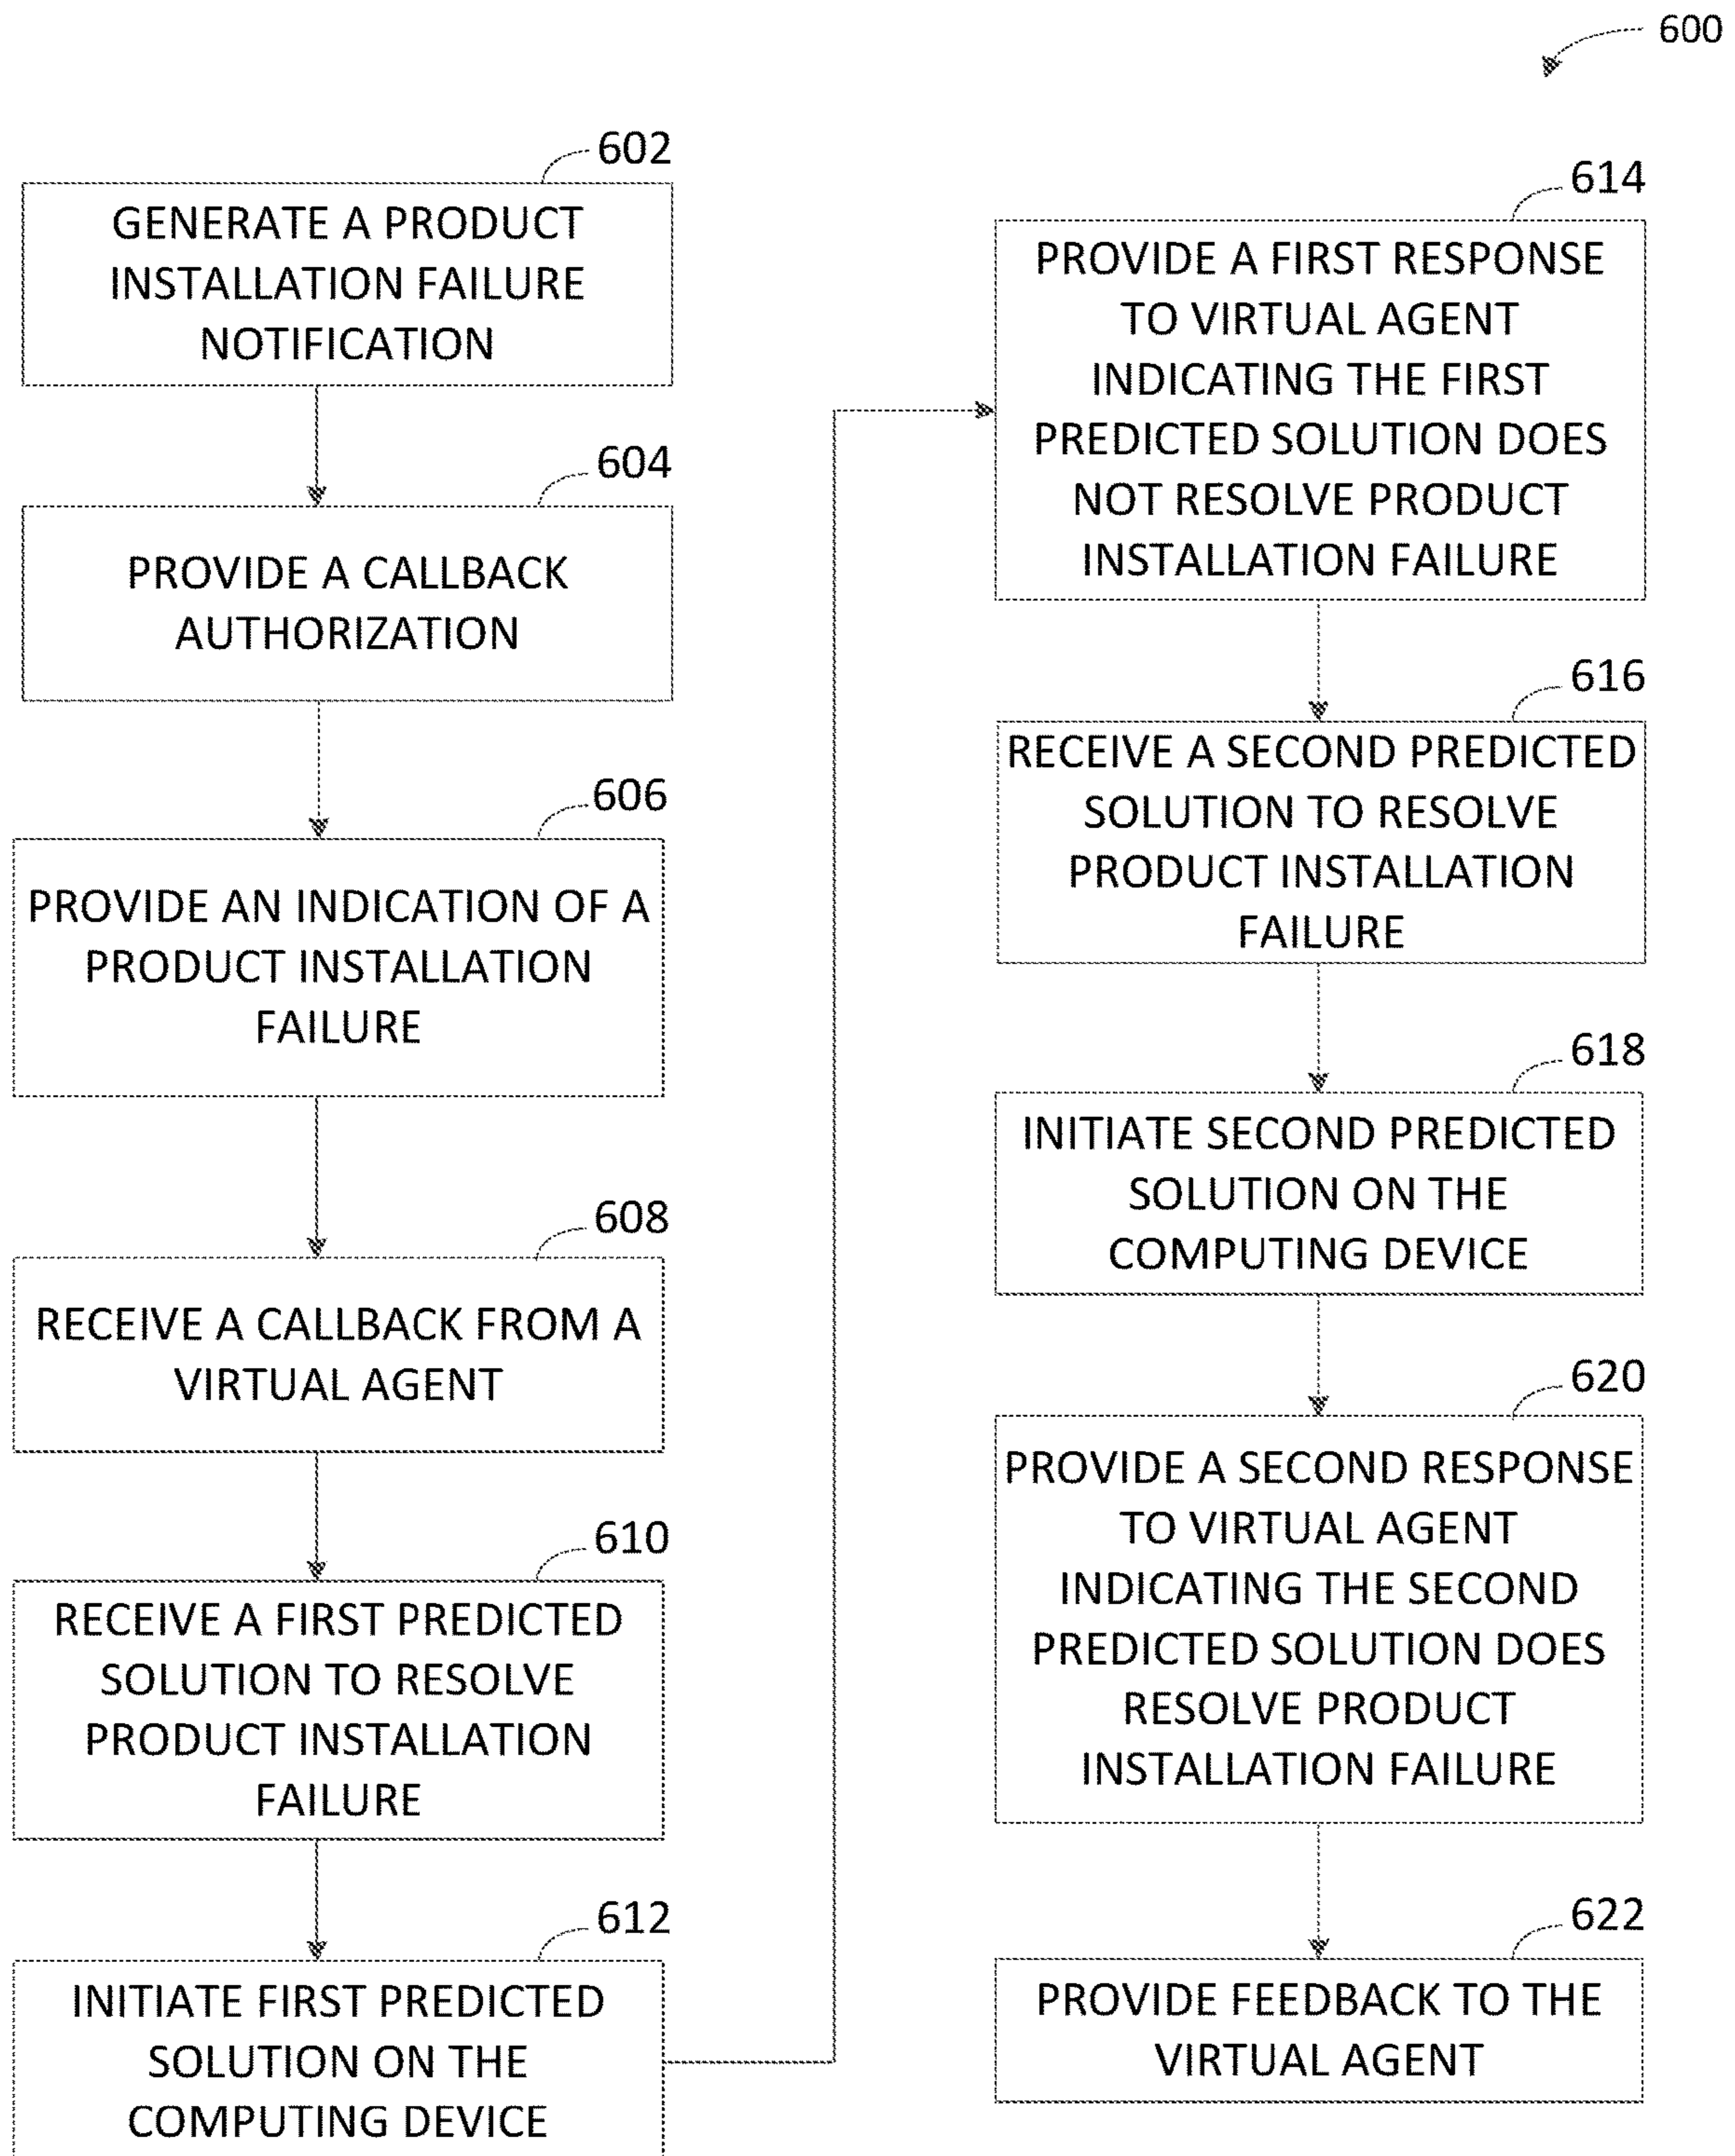 600
602
GENERATE A PRODUCT
INSTALLATION FAILURE
NOTIFICATION
604
PROVIDE A CALLBACK
AUTHORIZATION
606
PROVIDE AN INDICATION OF A
PRODUCT INSTALLATION
FAILURE
608
RECEIVE A CALLBACK FROM A
VIRTUAL AGENT
610
RECEIVE A FIRST PREDICTED
SOLUTION TO RESOLVE
PRODUCT INSTALLATION
FAILURE
612
INITIATE FIRST PREDICTED
SOLUTION ON THE
COMPUTING DEVICE
614
PROVIDE A FIRST RESPONSE
TO VIRTUAL AGENT
INDICATING THE FIRST
PREDICTED SOLUTION DOES
NOT RESOLVE PRODUCT
INSTALLATION FAILURE
616
RECEIVE A SECOND PREDICTED
SOLUTION TO RESOLVE
PRODUCT INSTALLATION
FAILURE
618
INITIATE SECOND PREDICTED
SOLUTION ON THE
COMPUTING DEVICE
620
PROVIDE A SECOND RESPONSE
TO VIRTUAL AGENT
INDICATING THE SECOND
PREDICTED SOLUTION DOES
RESOLVE PRODUCT
INSTALLATION FAILURE
622
PROVIDE FEEDBACK TO THE
VIRTUAL AGENT